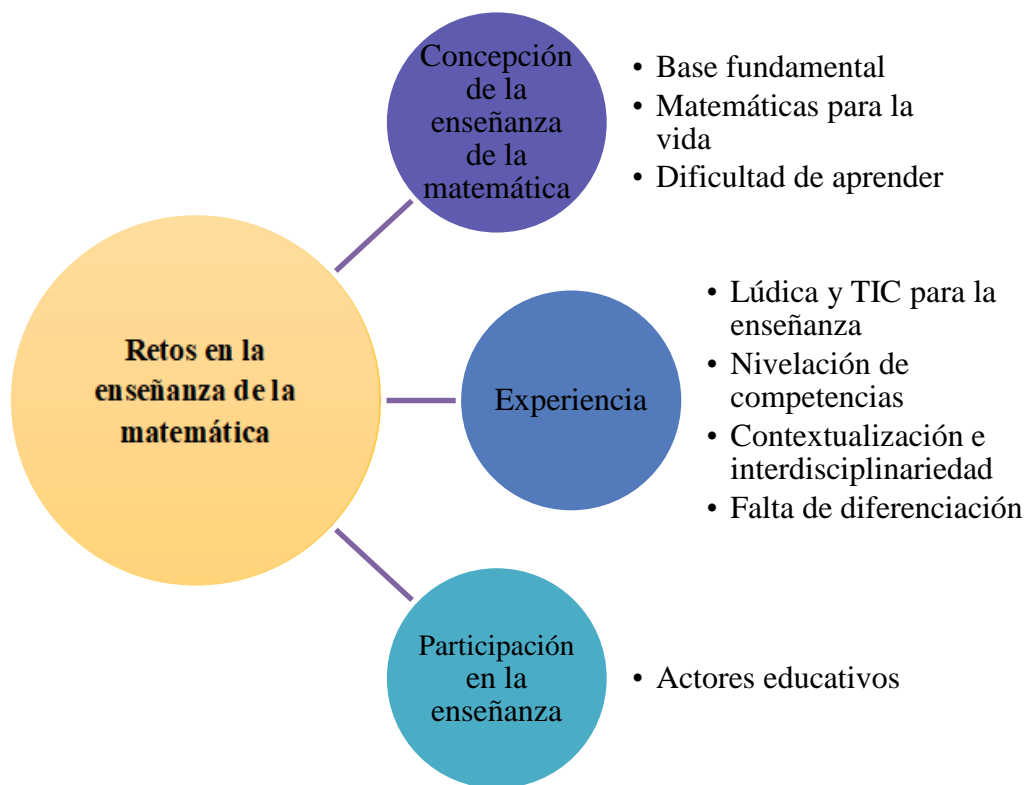 Concepción
de la
enseñanza
de la
matemática
• Base fundamental
• Matemáticas para la
vida
• Dificultad de aprender
Retos en la
enseñanza de la
matemática
Experiencia
• Lúdica y TIC para la
enseñanza
• Nivelación de
competencias
• Contextualización e
interdisciplinariedad
• Falta de diferenciación
Participación
en la
enseñanza
• Actores educativos